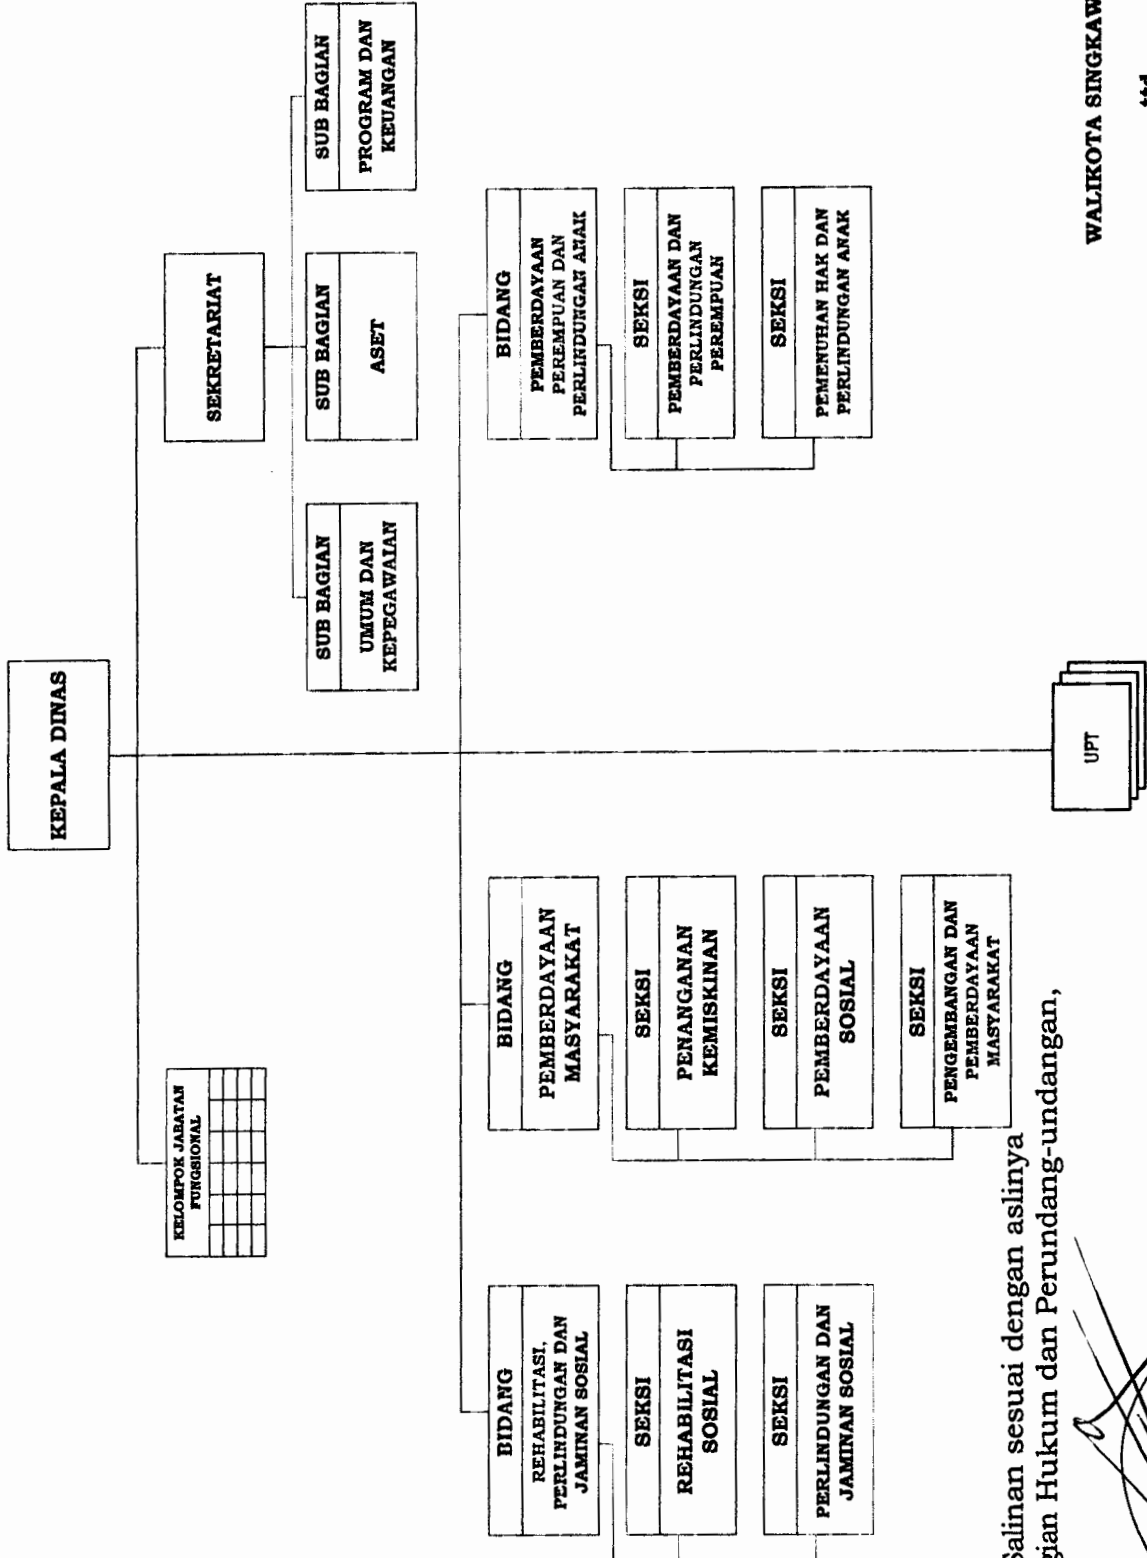 KEPALA DINAS
KELOMPOK JABATAN
FUNGSIONAL
SEKRETARIAT
SUB BAGIAN
UMUM DAN
KEPEGAWAIAN
SUB BAGIAN
ASET
SUB BAGIAN
PROGRAM DAN
KEUANGAN
BIDANG
REHABILITASI,
PERLINDUNGAN DAN
JAMINAN SOSIAL
SEKSI
REHABILITASI
SOSIAL
SEKSI
PERLINDUNGAN DAN
JAMINAN SOSIAL
BIDANG
PEMBERDAYAAN
MASYARAKAT
SEKSI
PENANGANAN
KEMISKINAN
SEKSI
PEMBERDAYAAN
SOSIAL
SEKSI
PENGEMBANGAN DAN
PEMBERDAYAAN
MASYARAKAT
BIDANG
PEMBERDAYAAN
PEREMPUAN DAN
PERLINDUNGAN ANAK
SEKSI
PEMBERDAYAAN DAN
PERLINDUNGAN
PEREMPUAN
SEKSI
PEMENUHAN HAK DAN
PERLINDUNGAN ANAK
UPT
Salinan sesuai dengan aslinya
gian Hukum dan Perundang-undangan,
WALIKOTA SINGKAW